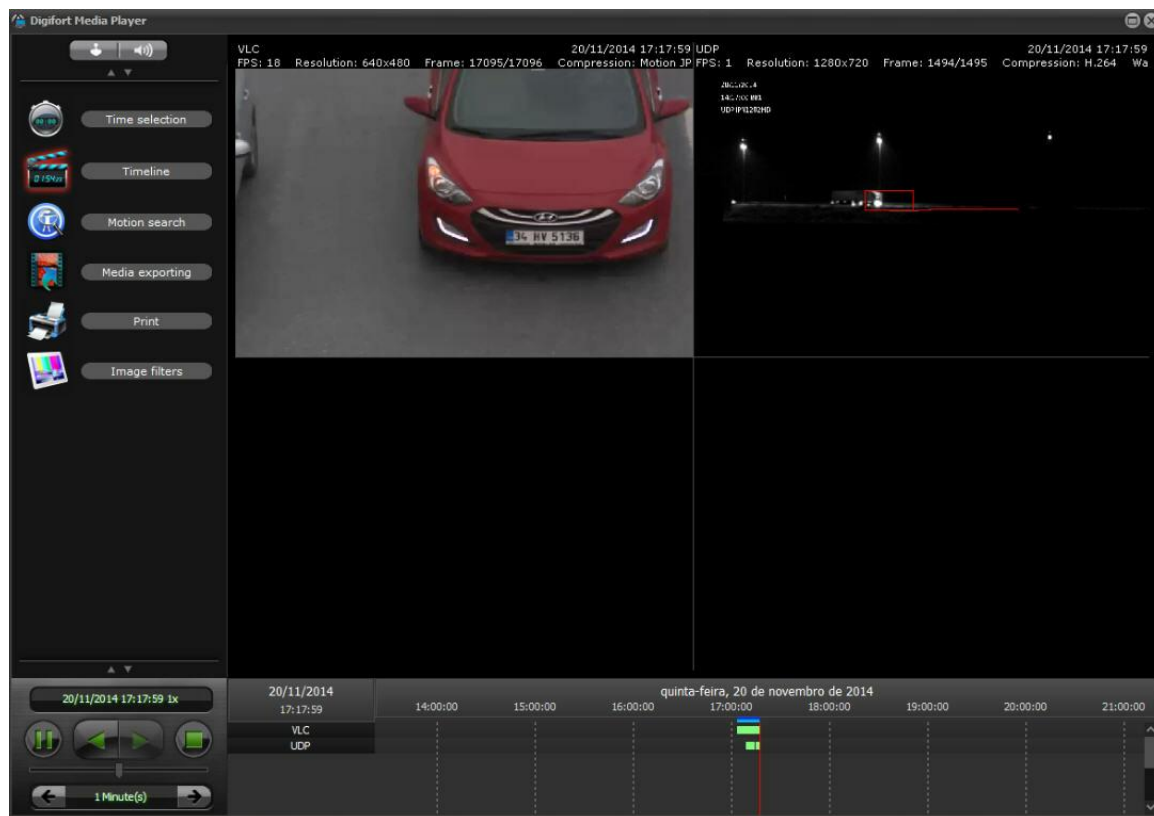 Digifort Media Player
VLC
20/11/2014 17:17:59
FPS: 18 Resolution: 640x480 Frame: 17095/17096 Compression: Motion JP
UDP
20/11/2014 17:17:59
FPS: 1 Resolution: 1280x720 Frame: 1494/1495 Compression: H.264 Wa
Time selection
Timeline
Motion search
Media exporting
Print
Image filters
34 HV 5136
20/11/2014 17:17:59 1x
1 Minute(s)
20/11/2014
17:17:59
quinta-feira, 20 de novembro de 2014
14:00:00 15:00:00 16:00:00 17:00:00 18:00:00 19:00:00 20:00:00 21:00:00
VLC
UDP